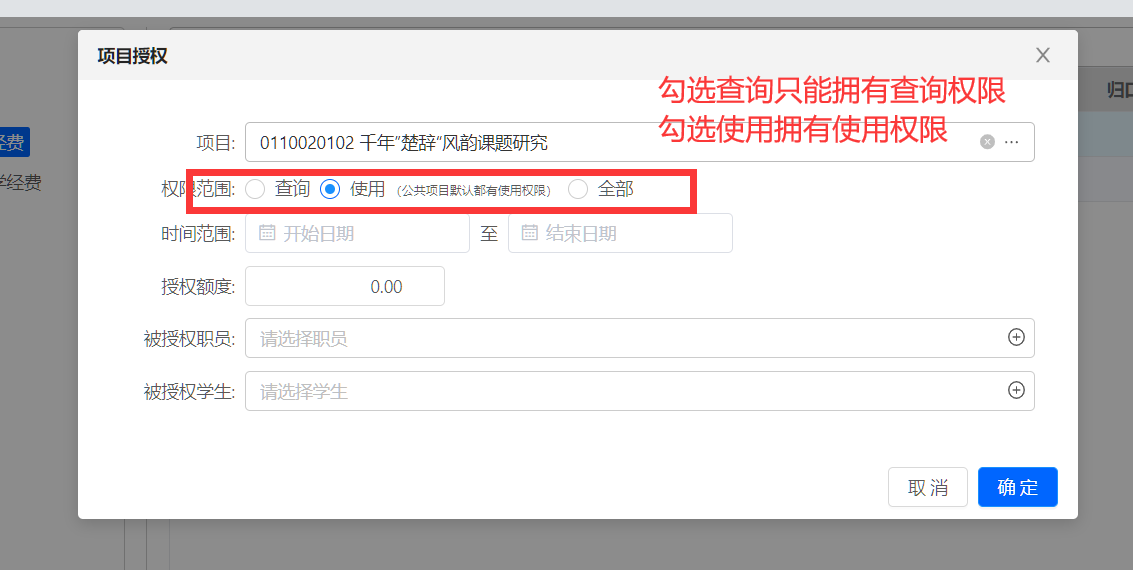 项目授权
勾选查询只能拥有查询权限
勾选使用拥有使用权限
归口
经费
学经费
项目: 0110020102 千年“楚辞“风韵课题研究 ···
权限范围: 查询 使用 (公共项目默认都有使用权限) 全部
时间范围: 开始日期 至 结束日期
授权额度: 0.00
被授权职员: 请选择职员
被授权学生: 请选择学生
取 消 确 定